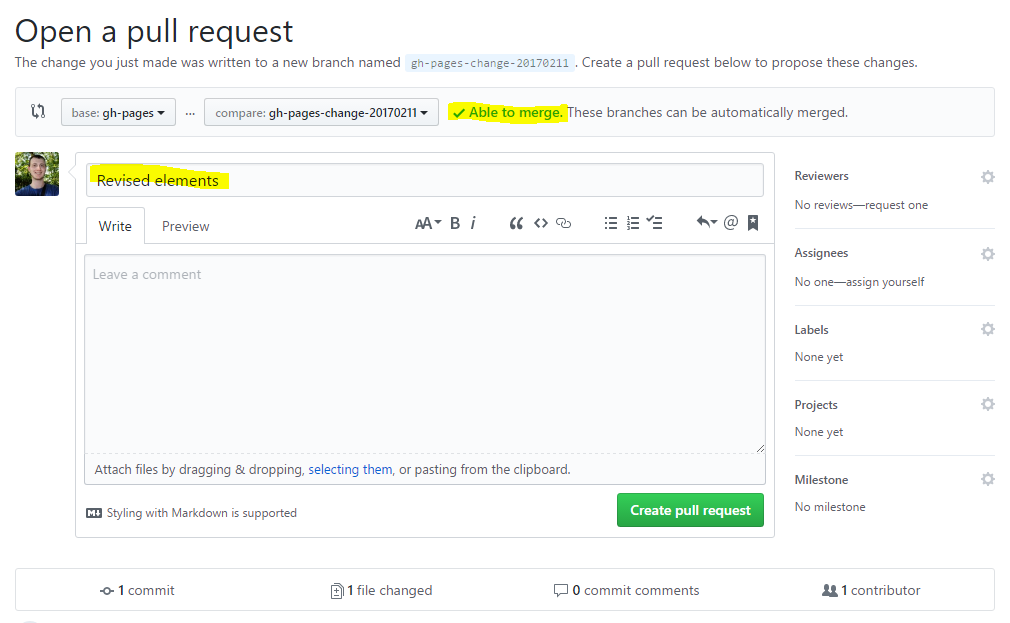 Open a pull request
The change you just made was written to a new branch named gh-pages-change-20170211 . Create a pull request below to propose these changes.
base: gh-pages ... compare: gh-pages-change-20170211 Able to merge. These branches can be automatically merged.
Revised elements
Write Preview AA B i @
Leave a comment
Attach files by dragging & dropping, selecting them, or pasting from the clipboard.
Styling with Markdown is supported
Create pull request
Reviewers
No reviews—request one
Assignees
No one—assign yourself
Labels
None yet
Projects
None yet
Milestone
No milestone
1 commit 1 file changed 0 commit comments 1 contributor